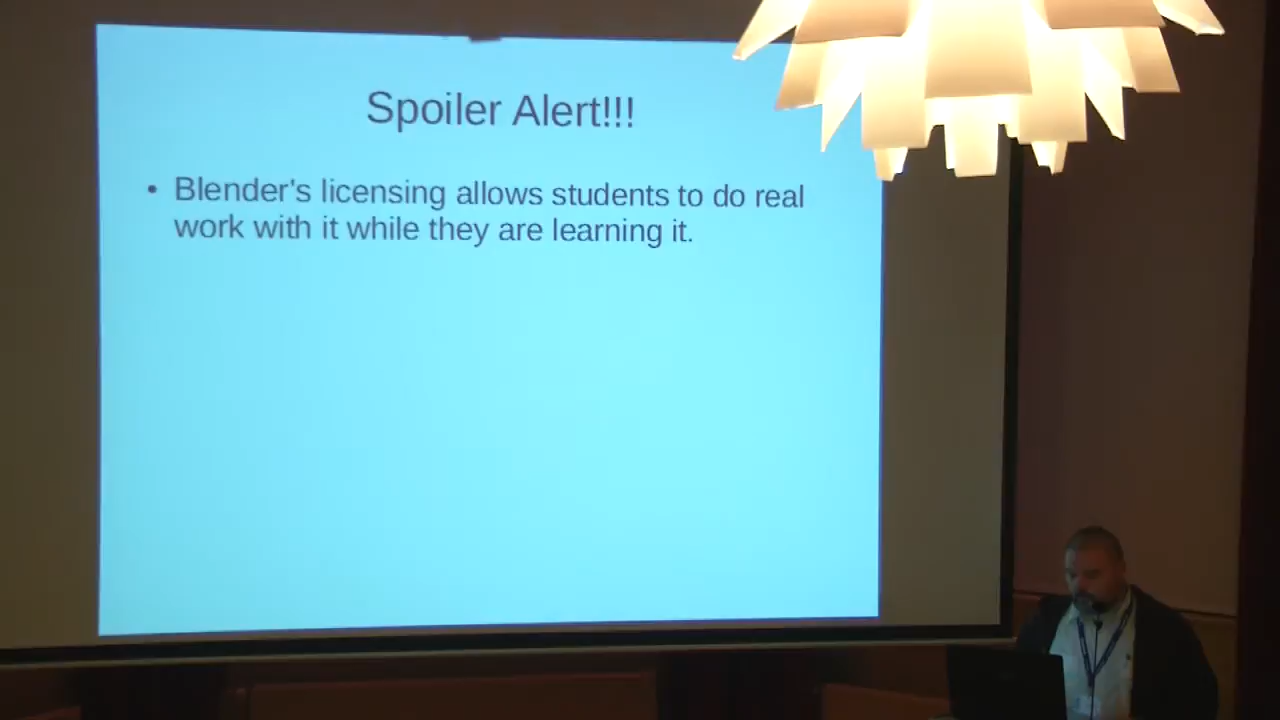 Spoiler Alert!!!
• Blender's licensing allows students to do real
work with it while they are learning it.